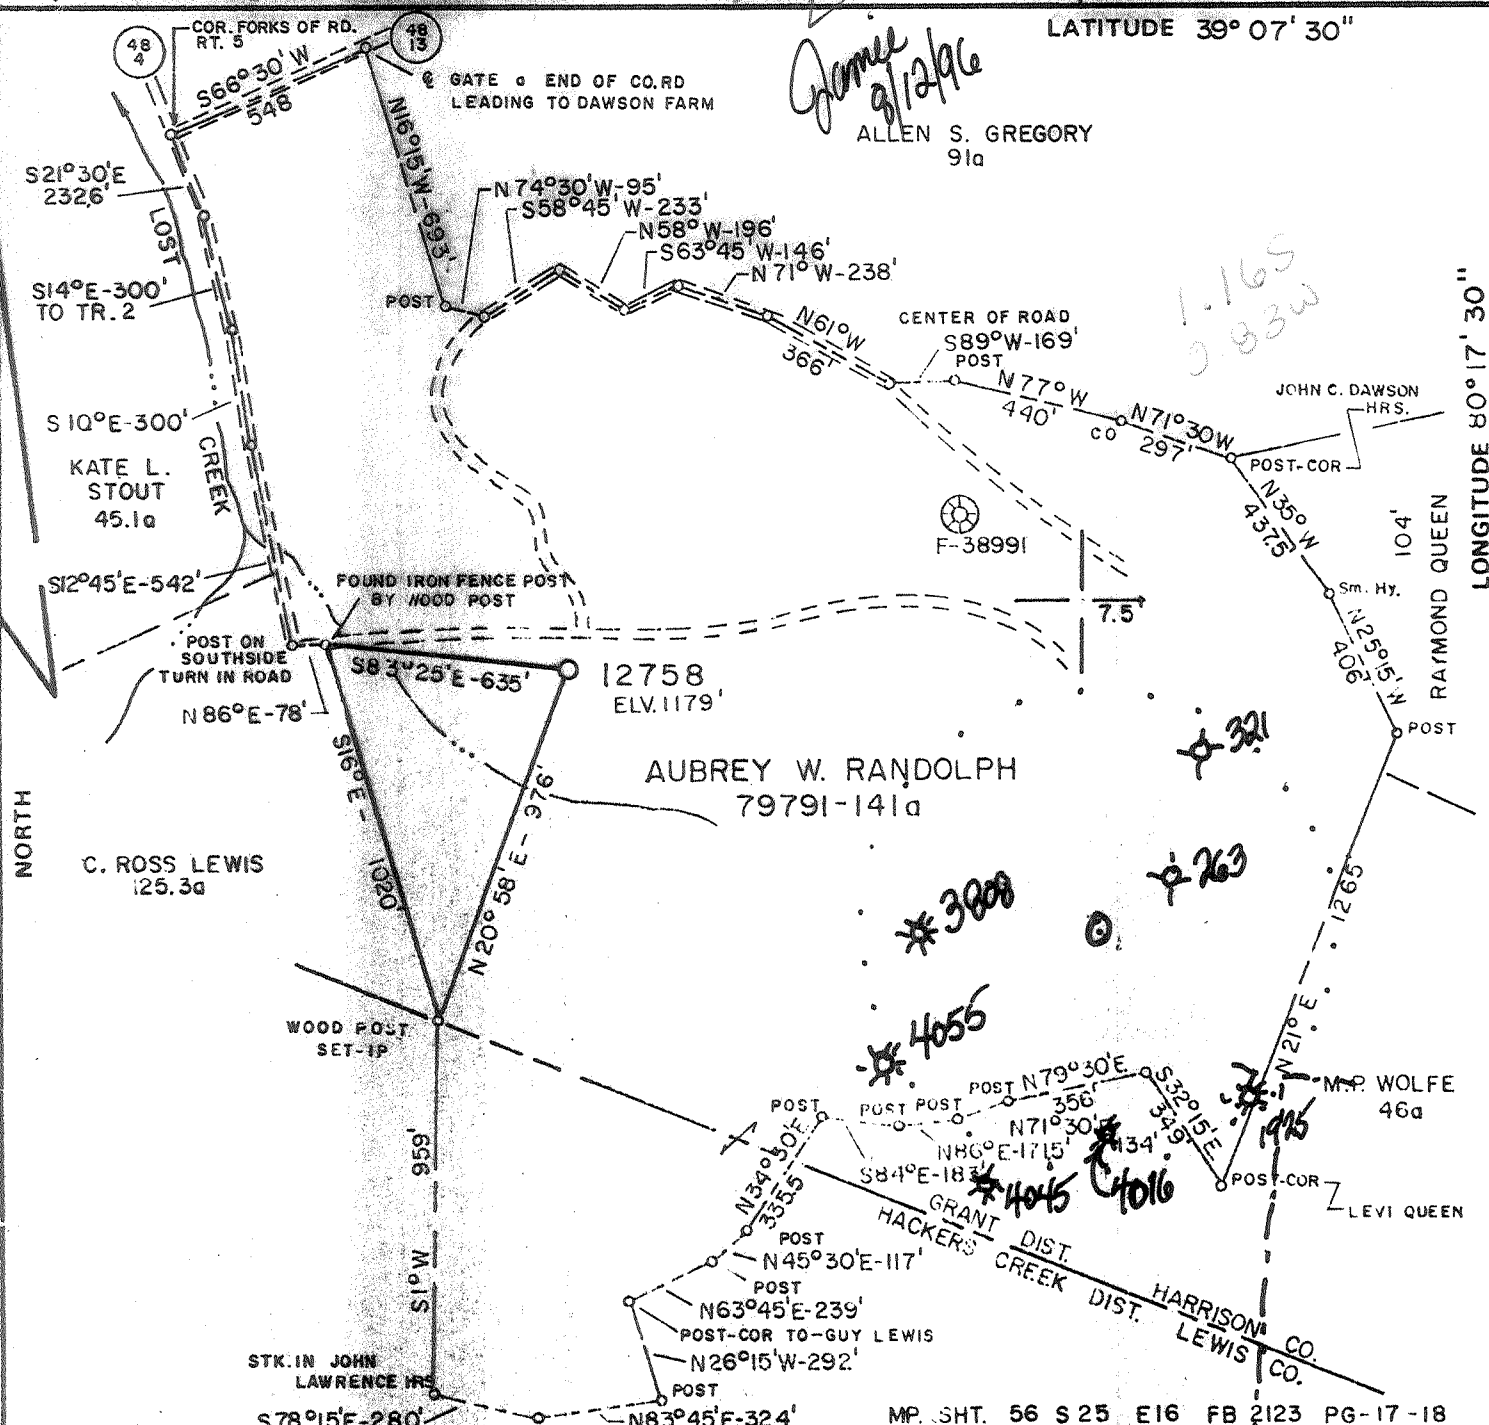 LATITUDE 39° 07' 30"
48
4
COR. FORKS OF RD.
RT. 5
48
13
Jamie
8/12/96
S66°30' W
548
℄ GATE a END OF CO.RD
LEADING TO DAWSON FARM
ALLEN S. GREGORY
91a
N16°15'W-693'
S21°30'E
232.6'
LOST
CREEK
N74°30'W-95'
S58°45'W-233'
N58°W-196'
S63°45'W-146'
N71°W-238'
S14°E-300'
TO TR. 2
POST
1.16S
0.83W
N61°W
366'
CENTER OF ROAD
S89°W-169'
POST
N77°W
440'
CO
N71°30W
297'
JOHN C. DAWSON
HRS.
POST-COR
LONGITUDE 80°17' 30"
S10°E-300'
KATE L.
STOUT
45.1a
N35°W
437.5
104'
RAYMOND QUEEN
F-38991
S12°45'E-542'
FOUND IRON FENCE POST
BY WOOD POST
Sm. Hy.
7.5'
N25°15'W
406'
POST ON
SOUTHSIDE
TURN IN ROAD
S83°25'E-635'
12758
ELV. 1179'
N86°E-78'
POST
321
S16°E - 1020'
N20°58'E - 976'
AUBREY W. RANDOLPH
79791-141a
NORTH
C. ROSS LEWIS
125.3a
263
3808
N21°E 1265
WOOD POST
SET-IP
4055
POST
N79°30'E
356'
S32°15'E
349'
M.P. WOLFE
46a
POST
POST
POST
N71°30'E
134'
1975
N86°E-171.5'
S84°E-183'
N34°30'E
335.5
4045
4016
POST-COR
LEVI QUEEN
959'
S1°W
GRANT DIST.
HACKERS CREEK DIST.
POST
N45°30'E-117'
POST
N63°45'E-239'
HARRISON CO.
LEWIS CO.
POST-COR TO-GUY LEWIS
N26°15'W-292'
STK. IN JOHN
LAWRENCE HRS
POST
S78°15'E-280'
N83°45'E-324'
MP. SHT. 56 S25 E16 FB 2123 PG-17-18